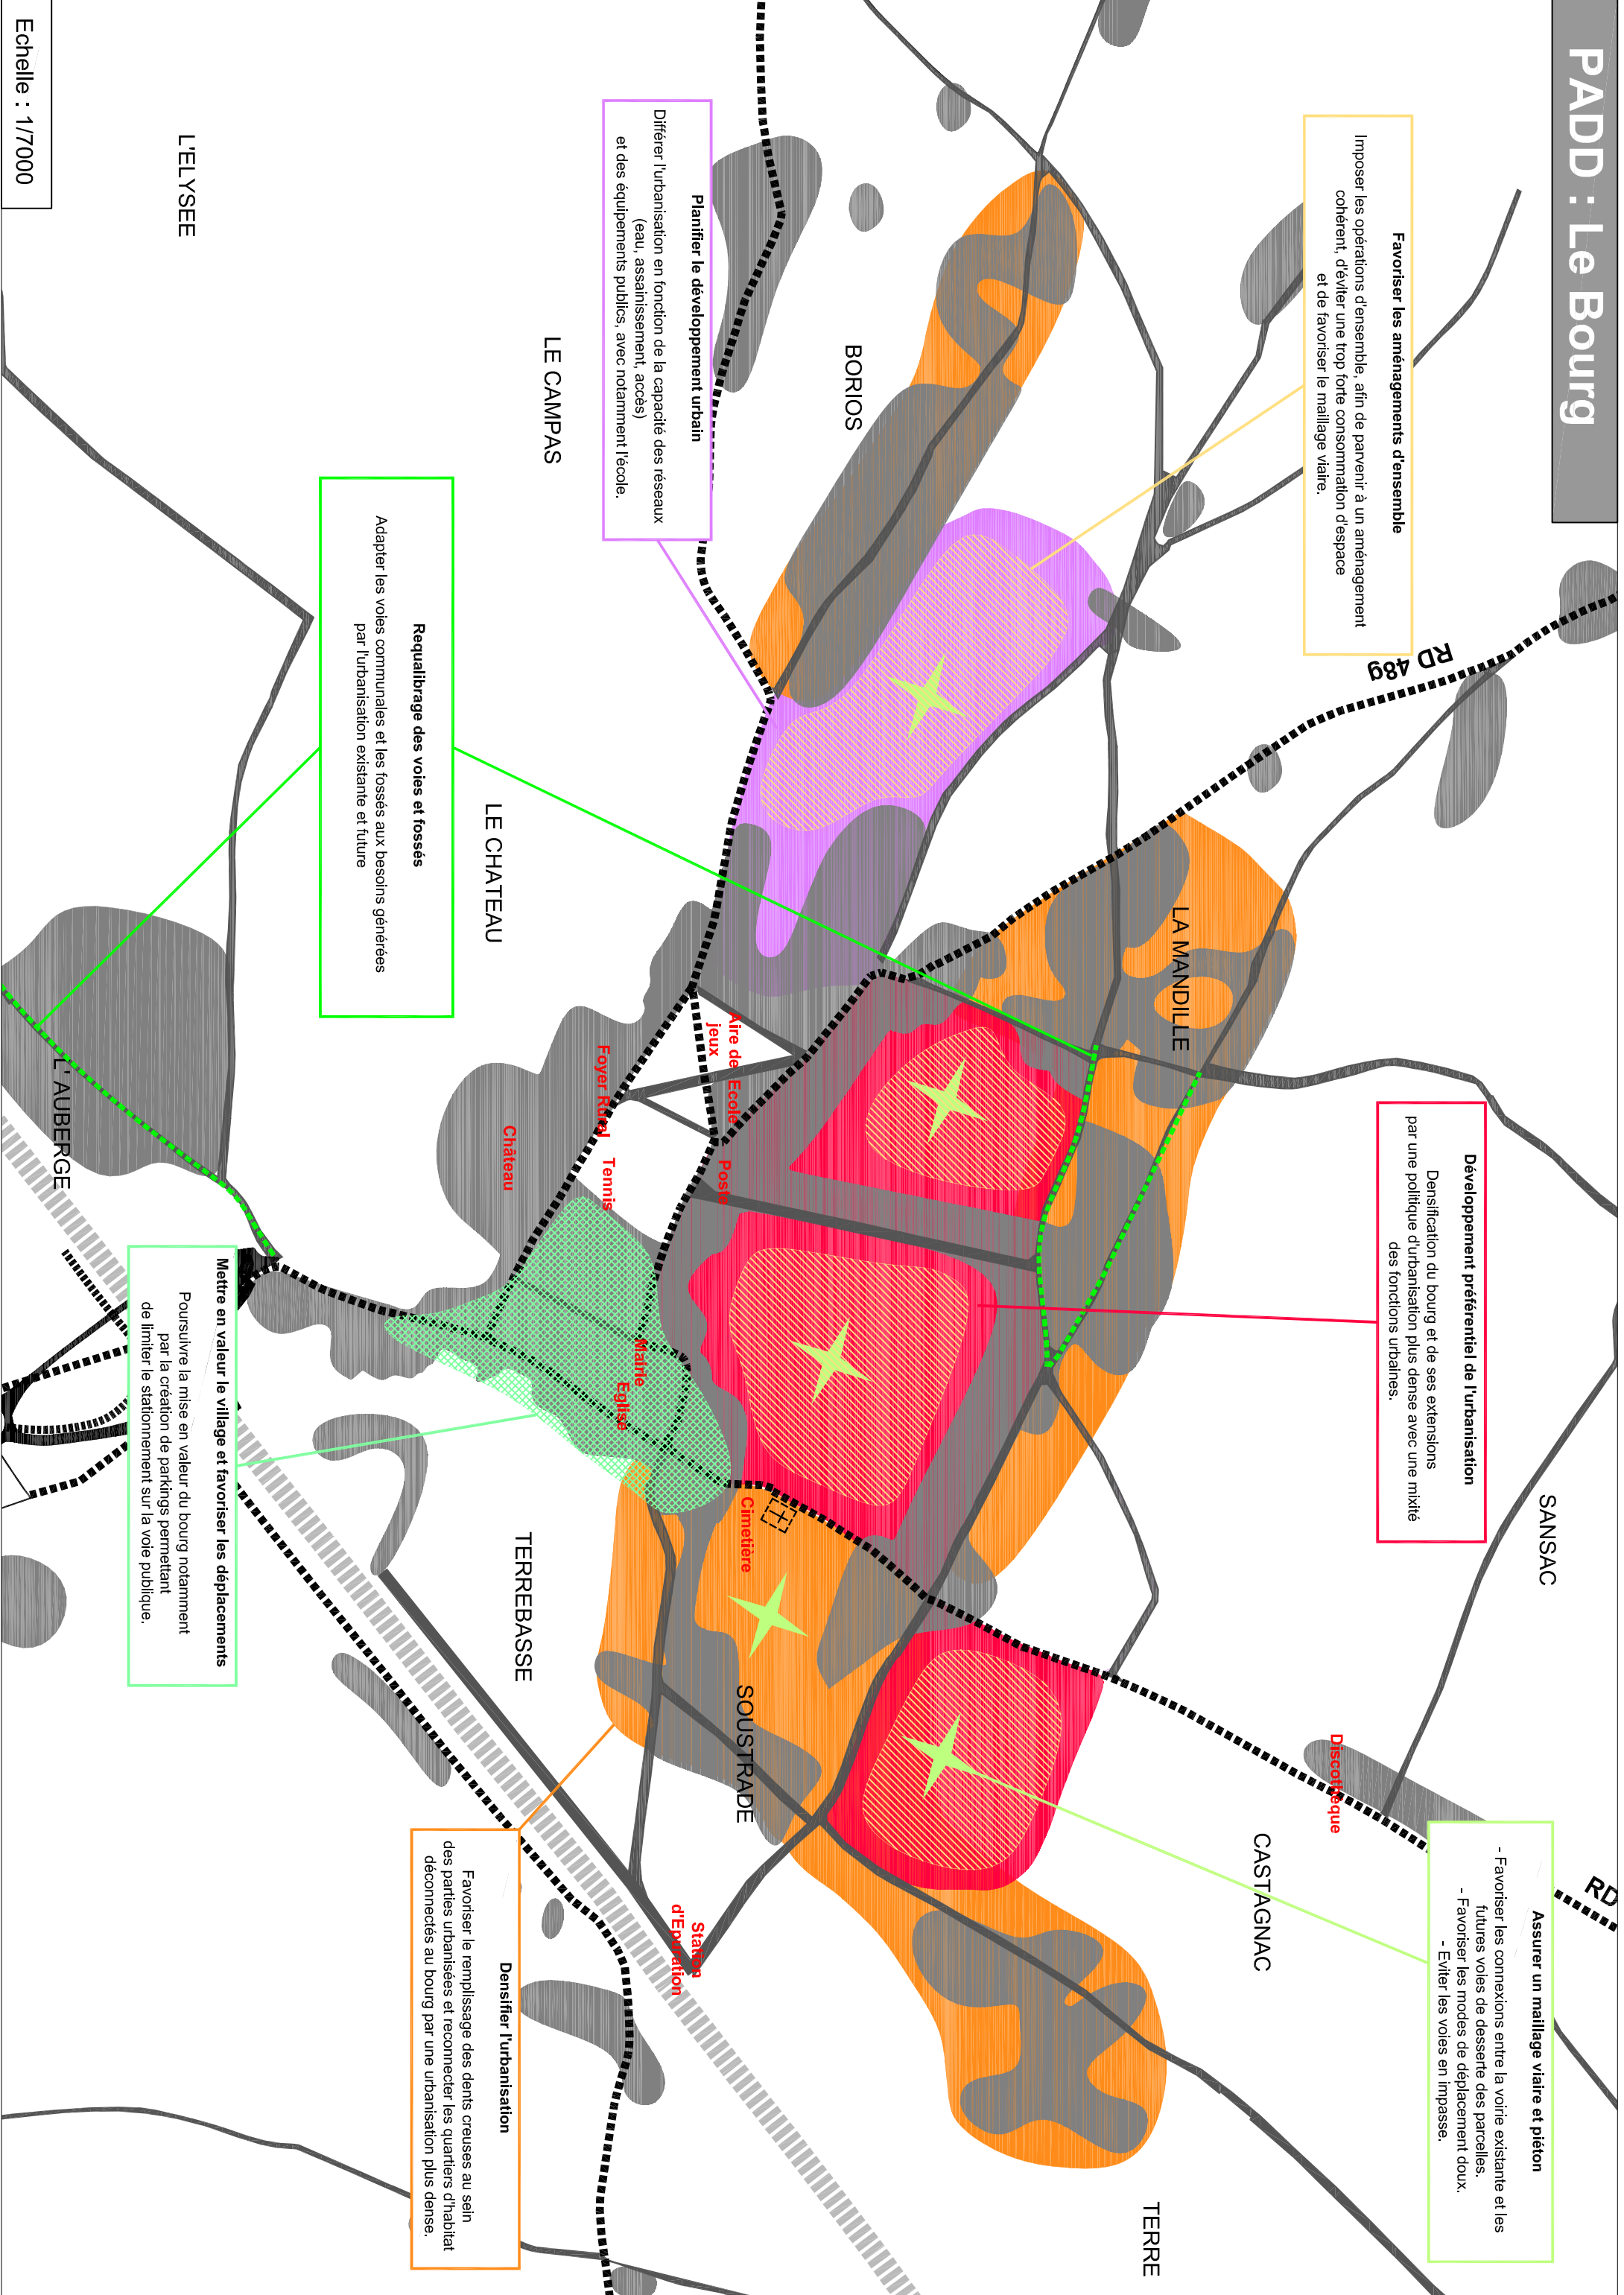 PADD : Le Bourg
Favoriser les aménagements d'ensemble
Imposer les opérations d'ensemble, afin de parvenir à un aménagement
cohérent, d'éviter une trop forte consommation d'espace
et de favoriser le maillage viaire.
RD 48g
Développement préférentiel de l'urbanisation
Densification du bourg et de ses extensions
par une politique d'urbanisation plus dense avec une mixité
des fonctions urbaines.
SANSAC
Assurer un maillage viaire et piéton
- Favoriser les connexions entre la voirie existante et les
futures voies de desserte des parcelles.
- Favoriser les modes de déplacement doux.
- Eviter les voies en impasse.
RD
Discothèque
CASTAGNAC
TERRE
LA MANDILLE
BORIOS
Planifier le développement urbain
Différer l'urbanisation en fonction de la capacité des réseaux
(eau, assainissement, accès)
et des équipements publics, avec notamment l'école.
Aire de
jeux
Ecole
Poste
Cimetière
SOUSTRADE
Station
d'Epuration
Foyer Rural
Tennis
Mairie
Eglise
Château
LE CAMPAS
LE CHATEAU
TERREBASSE
Requalibrage des voies et fossés
Adapter les voies communales et les fossés aux besoins générées
par l'urbanisation existante et future
Densifier l'urbanisation
Favoriser le remplissage des dents creuses au sein
des parties urbanisées et reconnecter les quartiers d'habitat
déconnectés au bourg par une urbanisation plus dense.
Mettre en valeur le village et favoriser les déplacements
Poursuivre la mise en valeur du bourg notamment
par la création de parkings permettant
de limiter le stationnement sur la voie publique.
L'ELYSEE
L' AUBERGE
Echelle : 1/7000